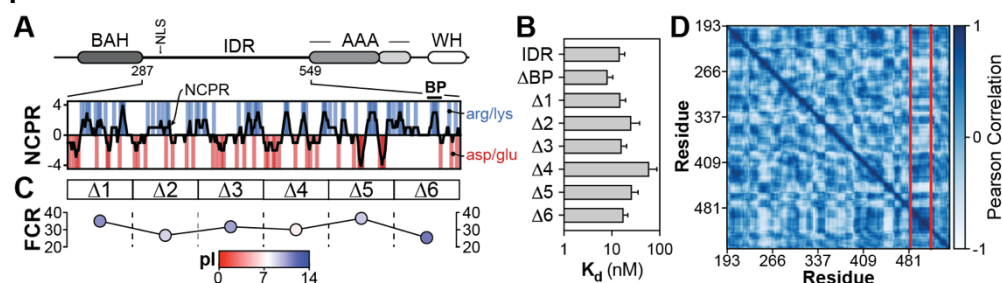 A
BAH
NLS
IDR
AAA
WH
287
549
BP
NCPR
4
0
-4
NCPR
arg/lys
asp/glu
C
Δ1 Δ2 Δ3 Δ4 Δ5 Δ6
FCR
40
30
20
40
30
20
pI
0 7 14
B
IDR
ΔBP
Δ1
Δ2
Δ3
Δ4
Δ5
Δ6
1 10 100
Kd (nM)
D
193
266
337
409
481
Residue
193 266 337 409 481
Residue
1
0
-1
Pearson Correlation